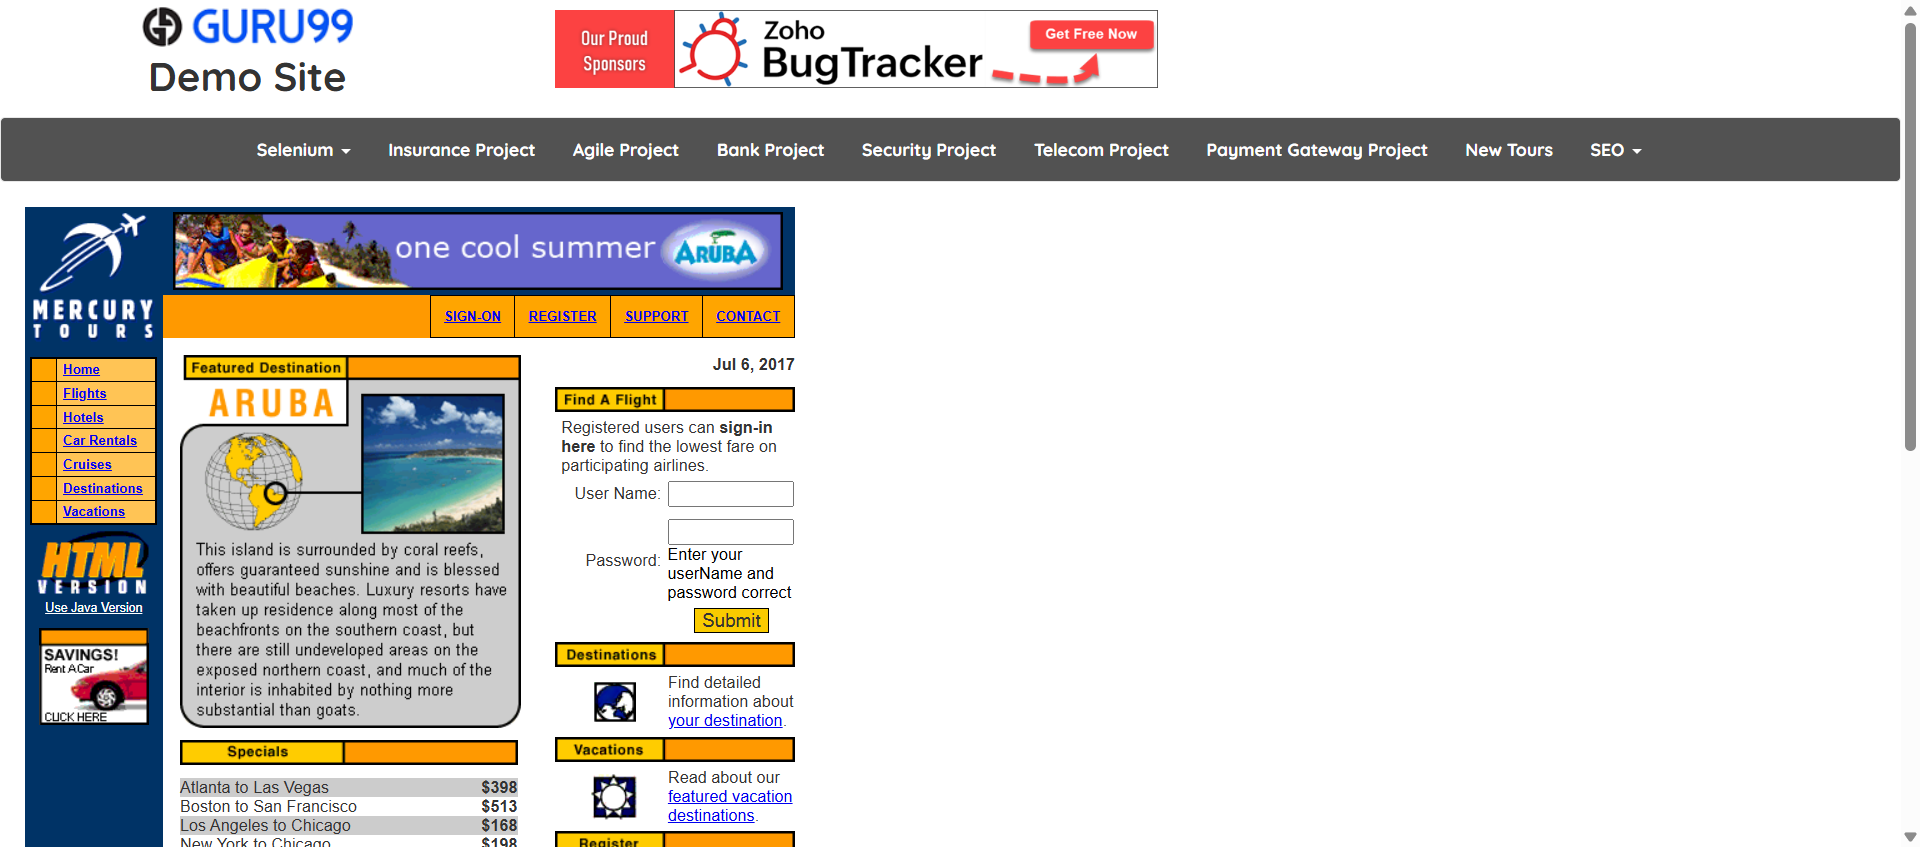 GURU99
Demo Site
Our Proud
Sponsors
Zoho
BugTracker
Get Free Now
Selenium
Insurance Project
Agile Project
Bank Project
Security Project
Telecom Project
Payment Gateway Project
New Tours
SEO
MERCURY
TOURS
one cool summer
ARUBA
SIGN-ON
REGISTER
SUPPORT
CONTACT
Home
Flights
Hotels
Car Rentals
Cruises
Destinations
Vacations
HTML
VERSION
Use Java Version
SAVINGS!
Rent A Car
CLICK HERE
Featured Destination
ARUBA
This island is surrounded by coral reefs,
offers guaranteed sunshine and is blessed
with beautiful beaches. Luxury resorts have
taken up residence along most of the
beachfronts on the southern coast, but
there are still undeveloped areas on the
exposed northern coast, and much of the
interior is inhabited by nothing more
substantial than goats.
Specials
Atlanta to Las Vegas $398
Boston to San Francisco $513
Los Angeles to Chicago $168
New York to Chicago $198
Jul 6, 2017
Find A Flight
Registered users can sign-in
here to find the lowest fare on
participating airlines.
User Name:
Password:
Enter your
userName and
password correct
Submit
Destinations
Find detailed
information about
your destination.
Vacations
Read about our
featured vacation
destinations.
Register